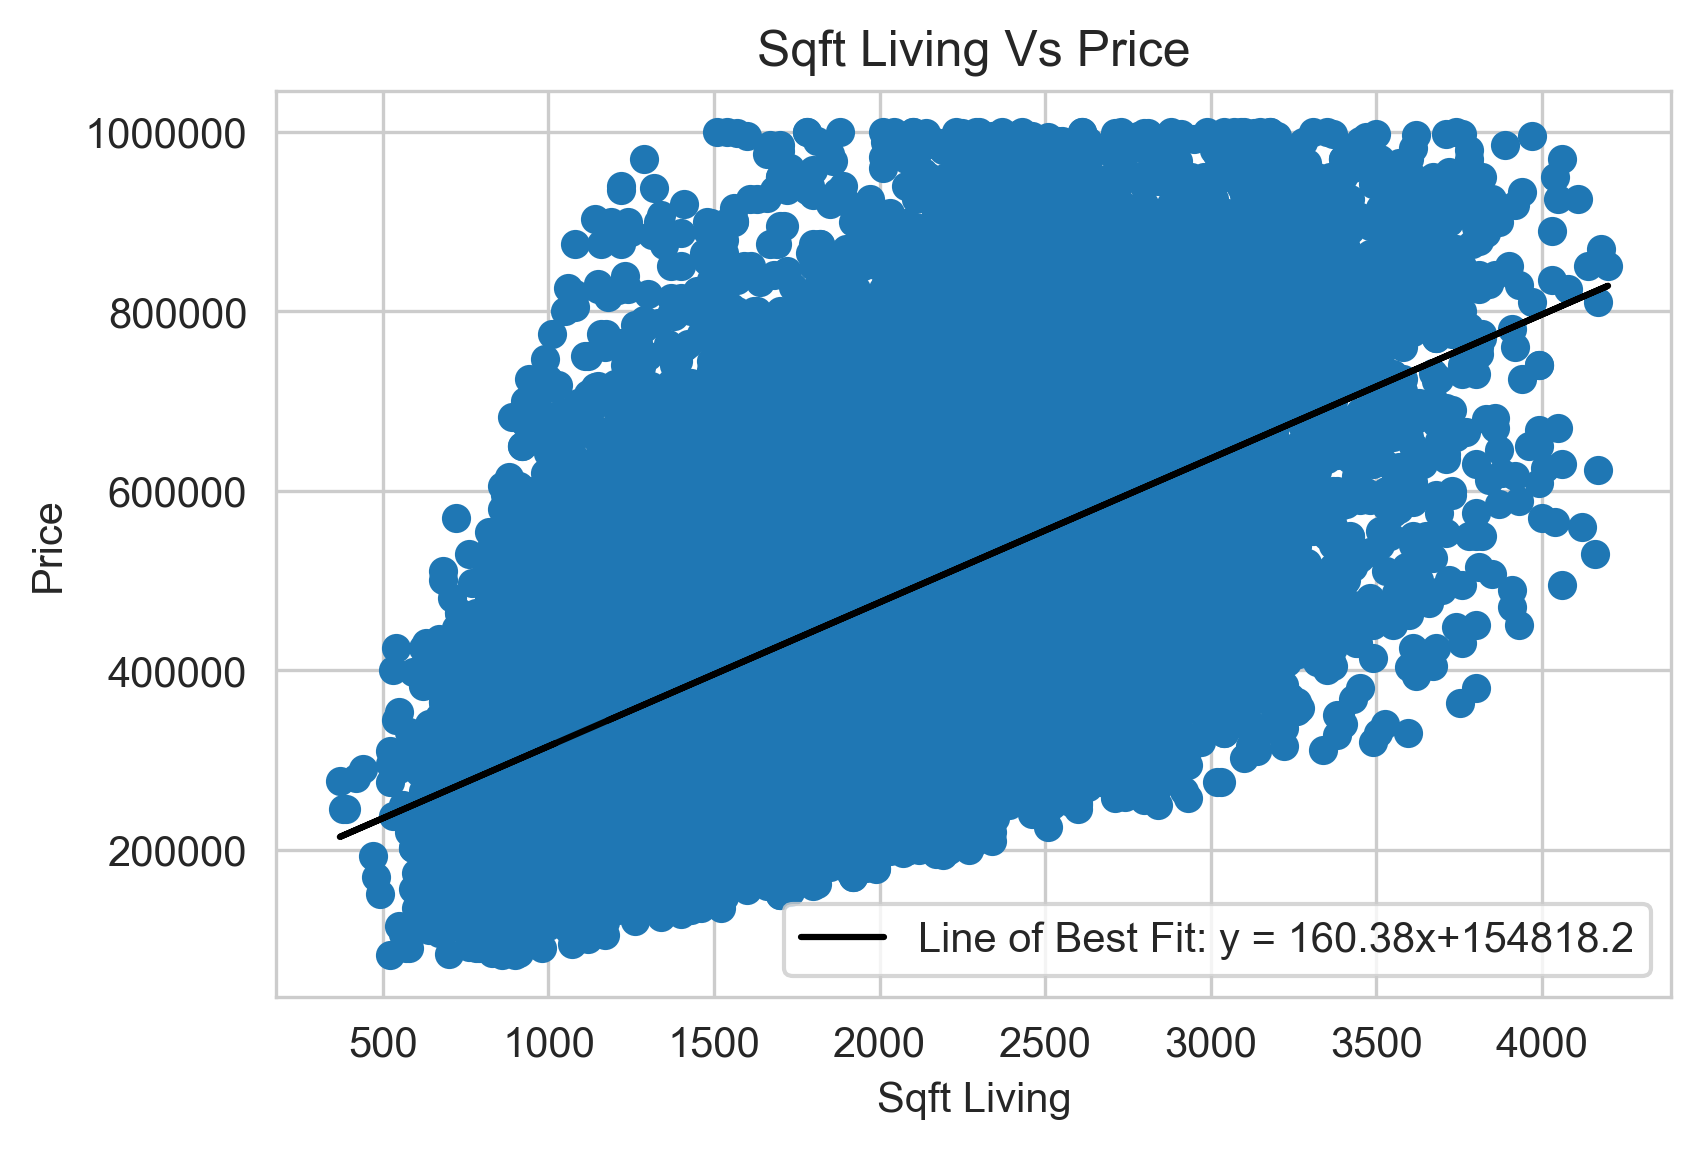 Sqft Living Vs Price
1000000
800000
600000
400000
200000
Price
Line of Best Fit: y = 160.38x+154818.2
500 1000 1500 2000 2500 3000 3500 4000
Sqft Living